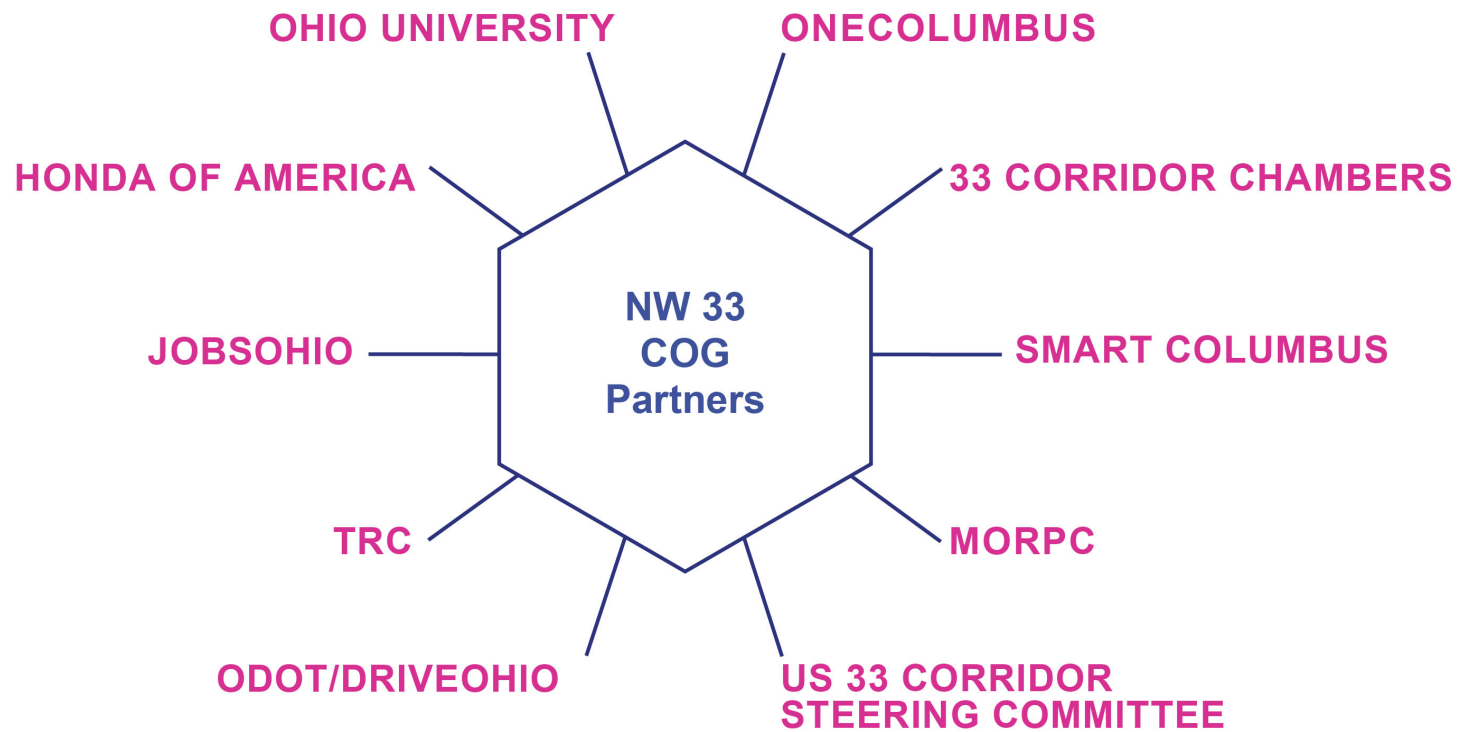 OHIO UNIVERSITY
ONECOLUMBUS
HONDA OF AMERICA
33 CORRIDOR CHAMBERS
NW 33
COG
Partners
JOBSOHIO
SMART COLUMBUS
TRC
MORPC
ODOT/DRIVEOHIO
US 33 CORRIDOR
STEERING COMMITTEE